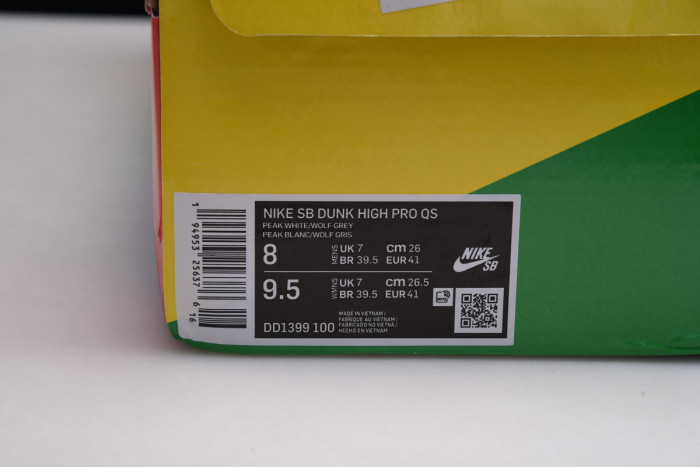 1 94953 25637 6 16
NIKE SB DUNK HIGH PRO QS
PEAK WHITE/WOLF GREY
PEAK BLANC/WOLF GRIS
8 MENS UK 7 cm 26
BR 39.5 EUR 41
9.5 WMNS UK 7 cm 26.5
BR 39.5 EUR 41
DD1399 100
MADE IN VIETNAM/
FABRIQUE AU VIETNAM/
FABRICADO NO VIETNA/
HECHO EN VIETNAM
NIKE
SB